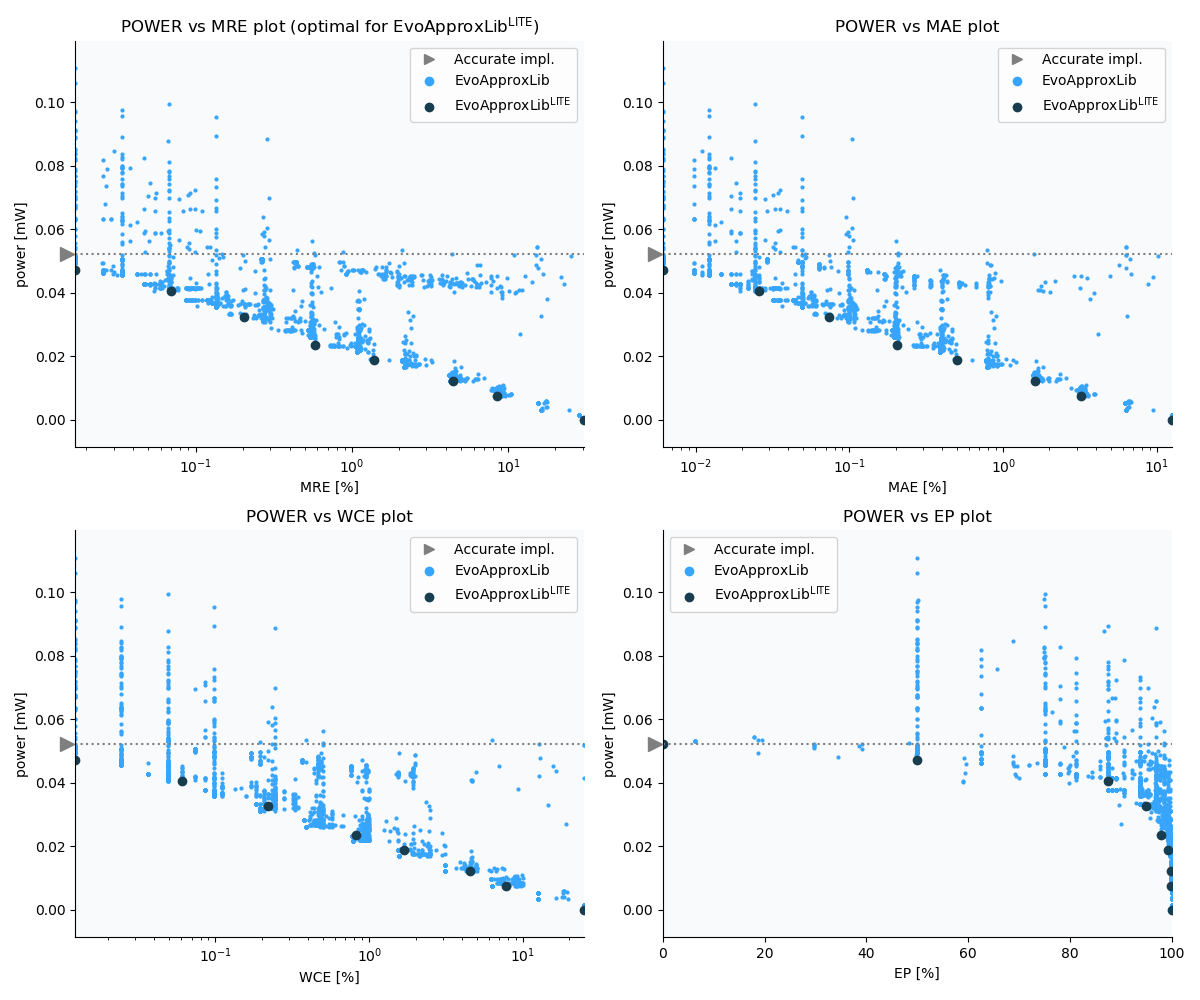 POWER vs MRE plot (optimal for EvoApproxLib^LITE)
Accurate impl.
EvoApproxLib
EvoApproxLib^LITE
power [mW]
0.10
0.08
0.06
0.04
0.02
0.00
10^−1 10^0 10^1
MRE [%]
POWER vs MAE plot
Accurate impl.
EvoApproxLib
EvoApproxLib^LITE
power [mW]
0.10
0.08
0.06
0.04
0.02
0.00
10^−2 10^−1 10^0 10^1
MAE [%]
POWER vs WCE plot
Accurate impl.
EvoApproxLib
EvoApproxLib^LITE
power [mW]
0.10
0.08
0.06
0.04
0.02
0.00
10^−1 10^0 10^1
WCE [%]
POWER vs EP plot
Accurate impl.
EvoApproxLib
EvoApproxLib^LITE
power [mW]
0.10
0.08
0.06
0.04
0.02
0.00
0 20 40 60 80 100
EP [%]